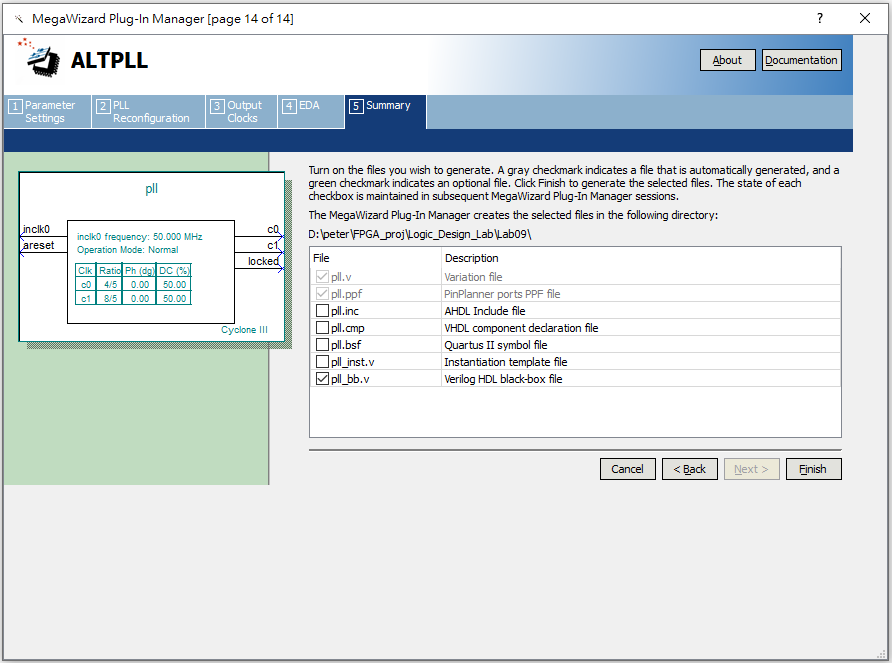 MegaWizard Plug-In Manager [page 14 of 14]
?
ALTPLL
About
Documentation
1 Parameter Settings
2 PLL Reconfiguration
3 Output Clocks
4 EDA
5 Summary
pll
inclk0
areset
inclk0 frequency: 50.000 MHz
Operation Mode: Normal
Clk Ratio Ph (dg) DC (%)
c0 4/5 0.00 50.00
c1 8/5 0.00 50.00
c0
c1
locked
Cyclone III
Turn on the files you wish to generate. A gray checkmark indicates a file that is automatically generated, and a
green checkmark indicates an optional file. Click Finish to generate the selected files. The state of each
checkbox is maintained in subsequent MegaWizard Plug-In Manager sessions.
The MegaWizard Plug-In Manager creates the selected files in the following directory:
D:\peter\FPGA_proj\Logic_Design_Lab\Lab09\
File Description
pll.v Variation file
pll.ppf PinPlanner ports PPF file
pll.inc AHDL Include file
pll.cmp VHDL component declaration file
pll.bsf Quartus II symbol file
pll_inst.v Instantiation template file
pll_bb.v Verilog HDL black-box file
Cancel
< Back
Next >
Finish